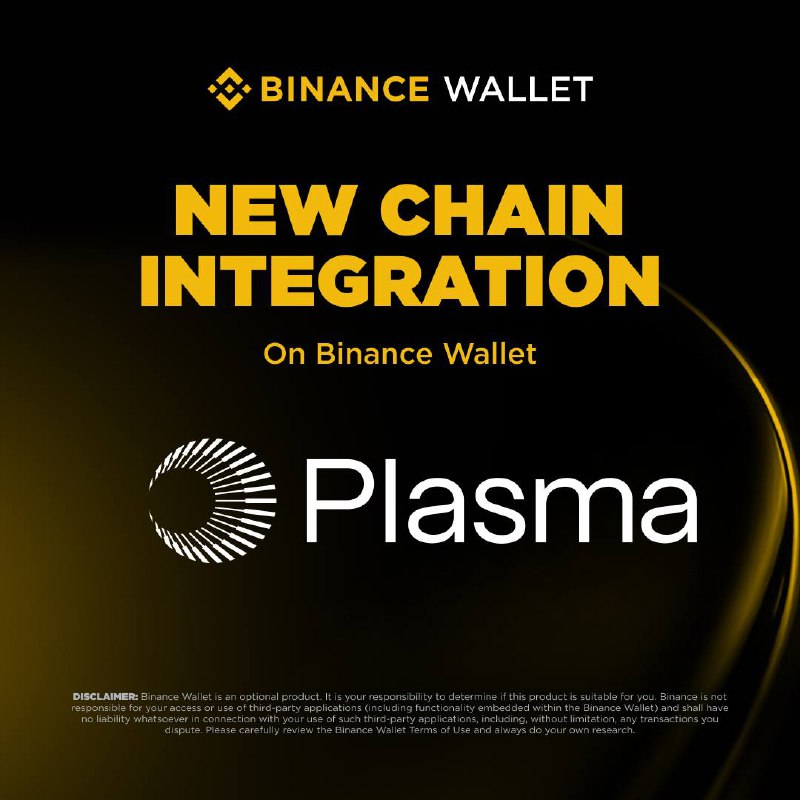 BINANCE WALLET
NEW CHAIN
INTEGRATION
On Binance Wallet
Plasma
DISCLAIMER: Binance Wallet is an optional product. It is your responsibility to determine if this product is suitable for you. Binance is not
responsible for your access or use of third-party applications (including functionality embedded within the Binance Wallet) and shall have
no liability whatsoever in connection with your use of such third-party applications, including, without limitation, any transactions you
dispute. Please carefully review the Binance Wallet Terms of Use and always do your own research.